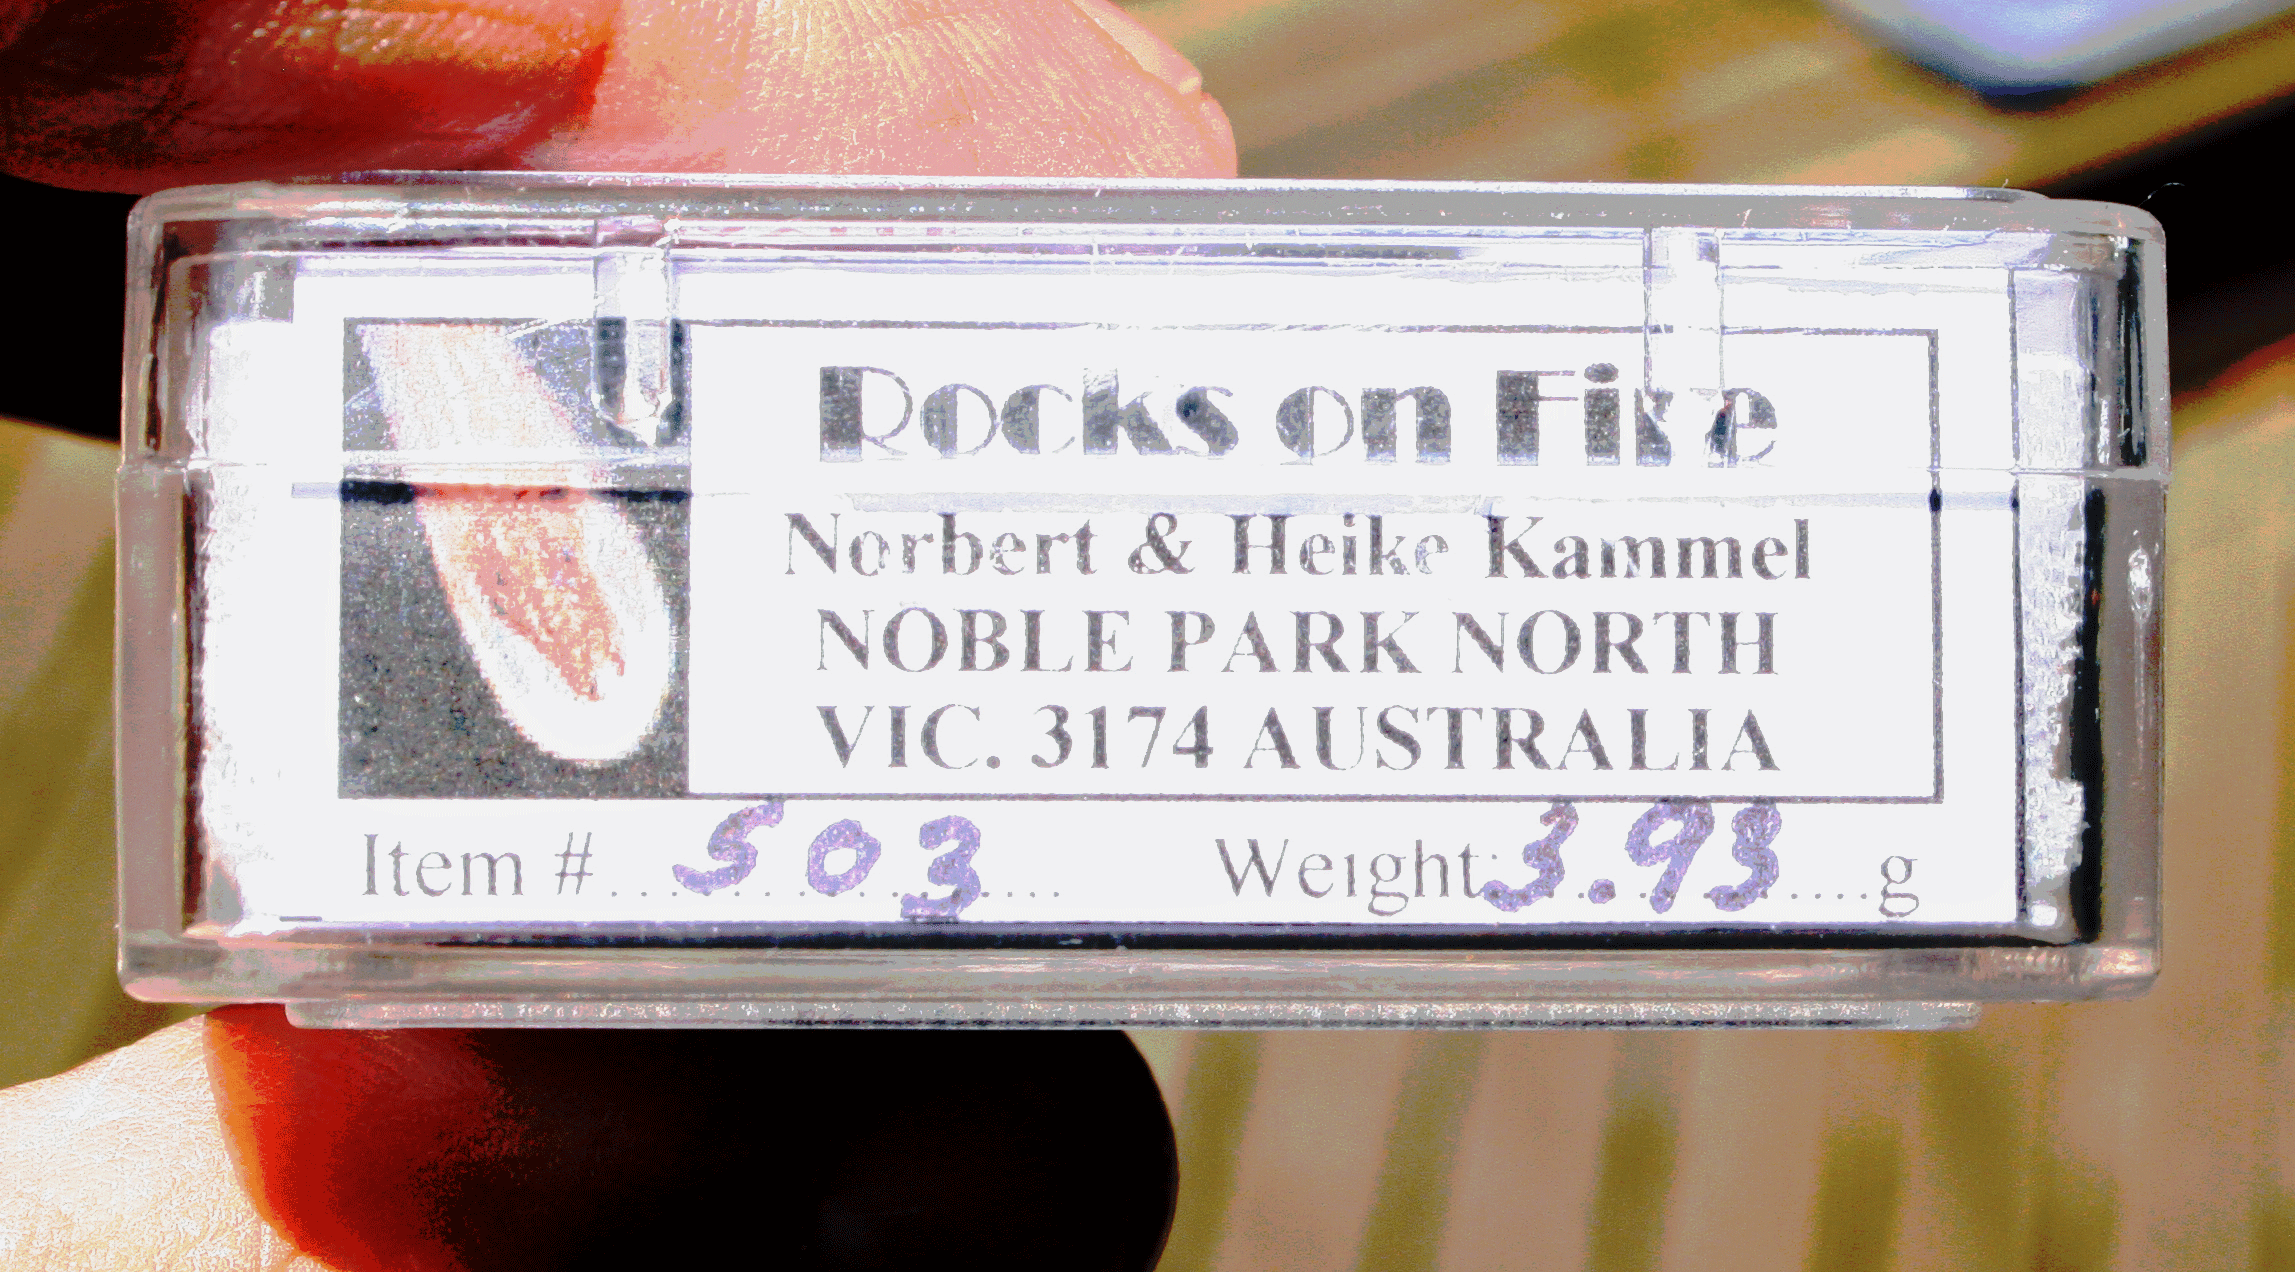 Rocks on Fire
Norbert & Heike Kammel
NOBLE PARK NORTH
VIC. 3174 AUSTRALIA
Item #....503.... Weight:3.93....g